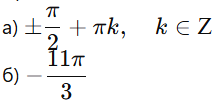 а) ± π/2 + πk, k ∈ Z
б) − 11π/3